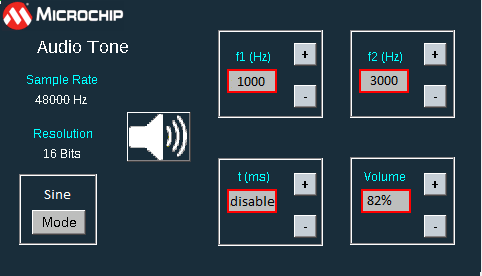 MICROCHIP
Audio Tone
Sample Rate
48000 Hz
Resolution
16 Bits
Sine
Mode
f1 (Hz)
1000
+
-
f2 (Hz)
3000
+
-
t (ms)
disable
+
-
Volume
82%
+
-